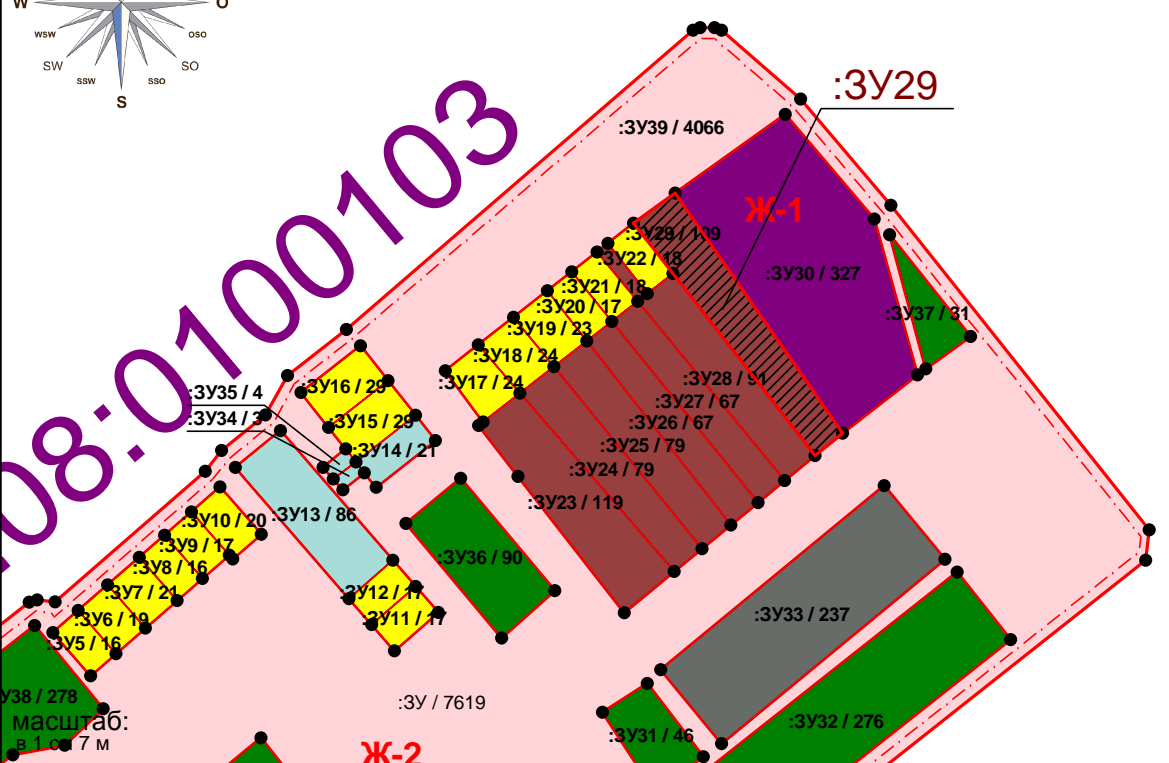 W
O
WSW
OSO
SW
SO
SSW
SSO
S
:08:0100103
:ЗУ29
:ЗУ39 / 4066
Ж-1
:ЗУ29 / 109
:ЗУ22 / 18
:ЗУ30 / 327
:ЗУ21 / 18
:ЗУ20 / 17
:ЗУ37 / 31
:ЗУ19 / 23
:ЗУ18 / 24
:ЗУ17 / 24
:ЗУ28 / 91
:ЗУ16 / 29
:ЗУ35 / 4
:ЗУ27 / 67
:ЗУ34 / 3
:ЗУ15 / 29
:ЗУ26 / 67
:ЗУ14 / 21
:ЗУ25 / 79
:ЗУ24 / 79
:ЗУ23 / 119
:ЗУ13 / 86
:ЗУ10 / 20
:ЗУ9 / 17
:ЗУ36 / 90
:ЗУ8 / 16
:ЗУ7 / 21
:ЗУ12 / 17
:ЗУ6 / 19
:ЗУ11 / 17
:ЗУ33 / 237
:ЗУ5 / 16
У38 / 278
:ЗУ / 7619
масштаб:
:ЗУ32 / 276
:ЗУ31 / 46
в 1 см 7 м
Ж-2